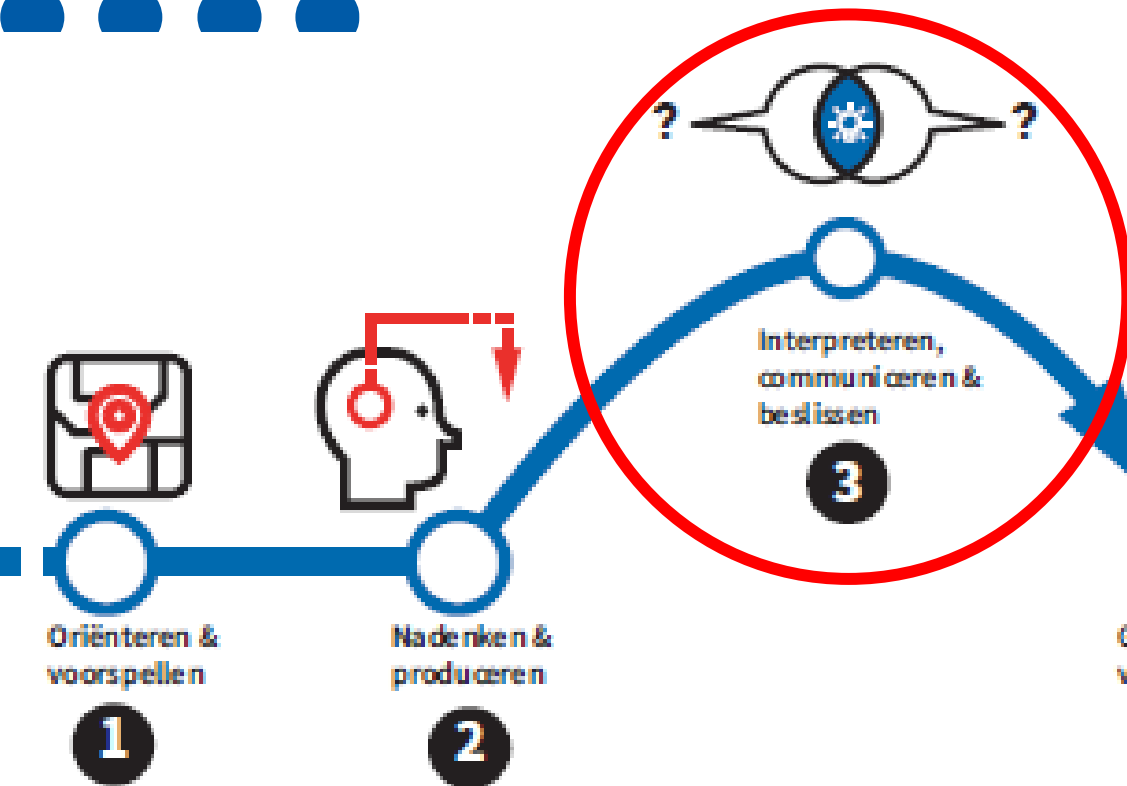 ? ?
Interpreteren,
communiceren &
beslissen
3
Oriënteren &
voorspellen
1
Nadenken &
produceren
2